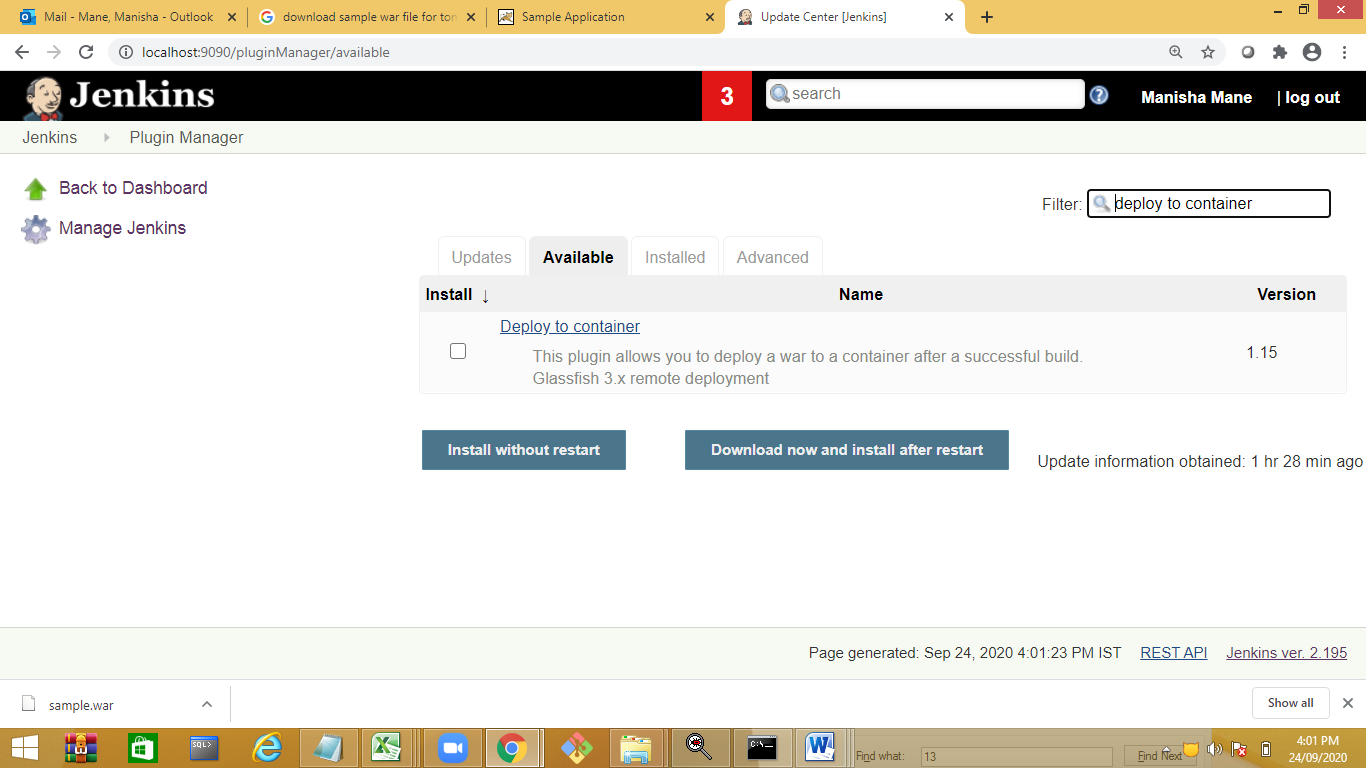 Mail - Mane, Manisha - Outlook
download sample war file for tom
Sample Application
Update Center [Jenkins]
localhost:9090/pluginManager/available
Jenkins
3
search
Manisha Mane
| log out
Jenkins
Plugin Manager
Back to Dashboard
Manage Jenkins
Filter:
deploy to container
Updates
Available
Installed
Advanced
Install ↓
Name
Version
Deploy to container
This plugin allows you to deploy a war to a container after a successful build.
Glassfish 3.x remote deployment
1.15
Install without restart
Download now and install after restart
Update information obtained: 1 hr 28 min ago
Page generated: Sep 24, 2020 4:01:23 PM IST
REST API
Jenkins ver. 2.195
sample.war
Show all
SQL>
C:\.
Find what:
13
Find Next
4:01 PM
24/09/2020